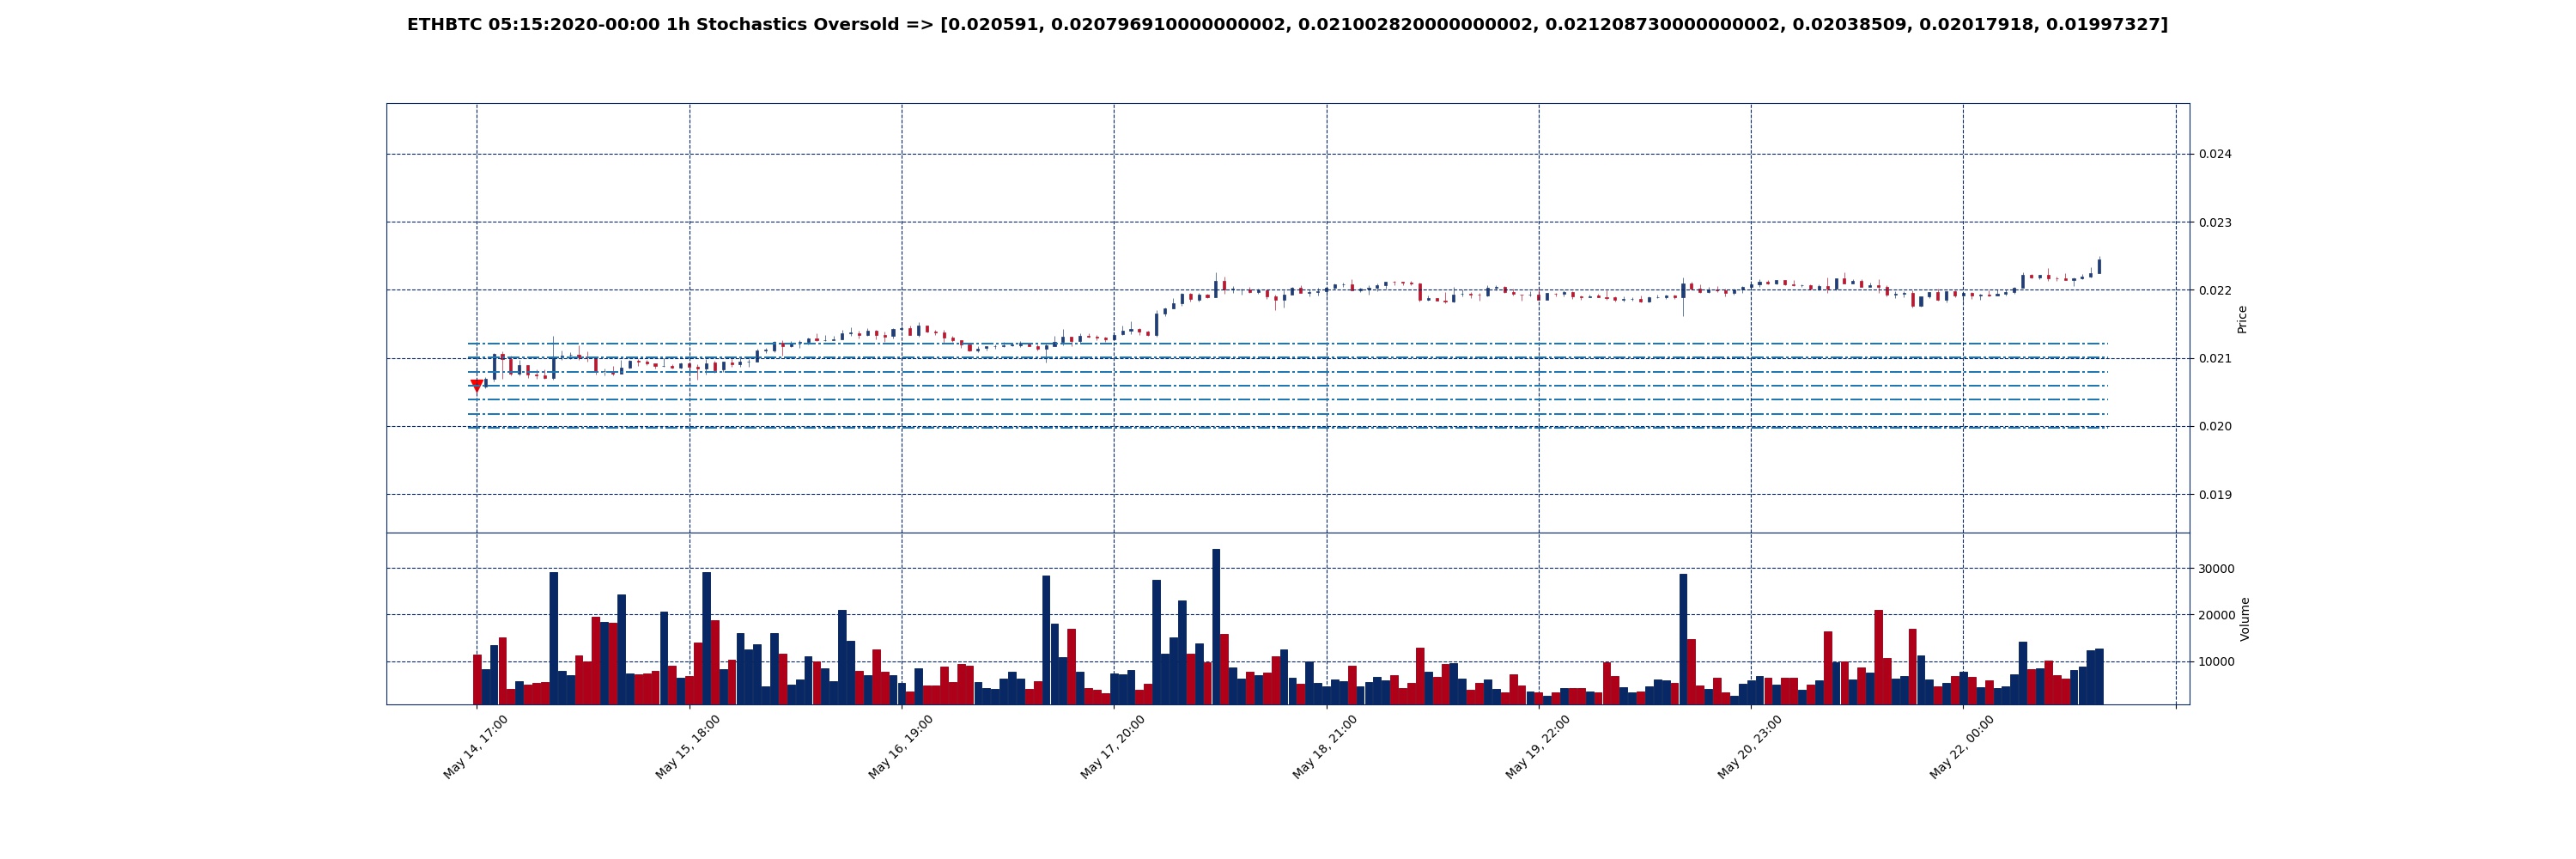 ETHBTC 05:15:2020-00:00 1h Stochastics Oversold => [0.020591, 0.020796910000000002, 0.021002820000000002, 0.021208730000000002, 0.02038509, 0.02017918, 0.01997327]
0.024
0.023
0.022
0.021
0.020
0.019
Price
30000
20000
10000
Volume
May 14, 17:00
May 15, 18:00
May 16, 19:00
May 17, 20:00
May 18, 21:00
May 19, 22:00
May 20, 23:00
May 22, 00:00